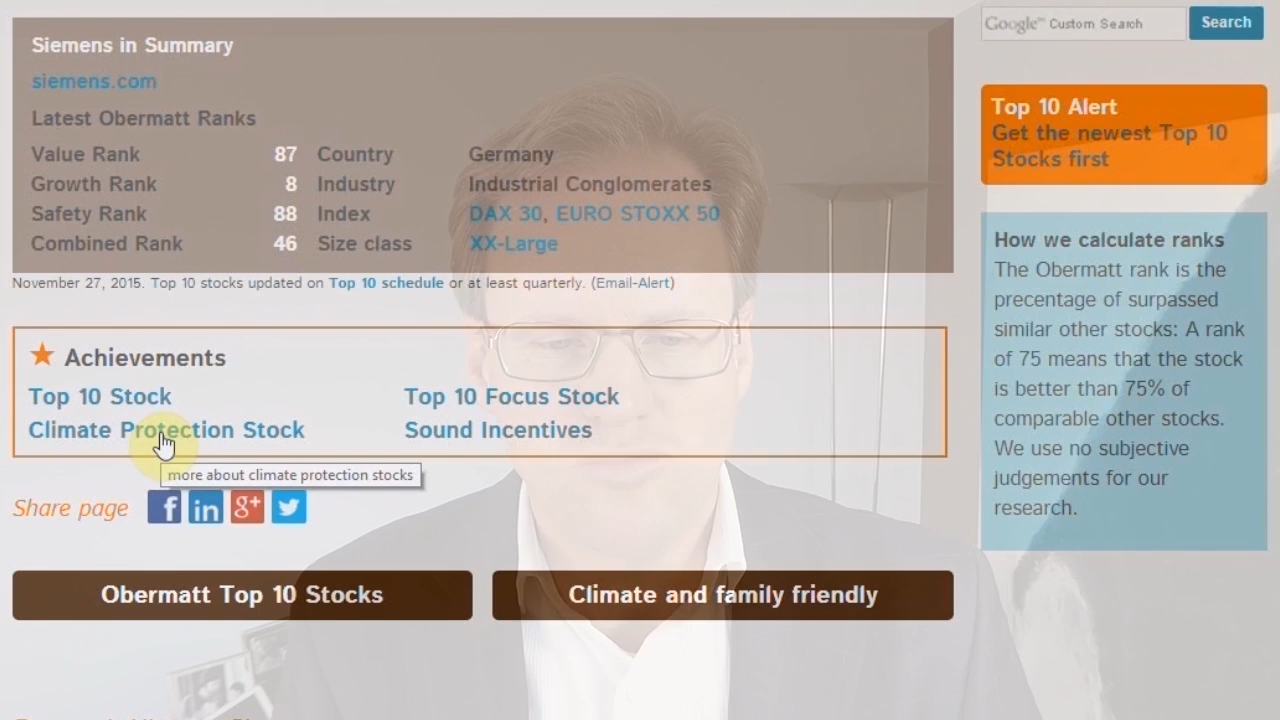 Google™ Custom Search
Search
Siemens in Summary
siemens.com
Latest Obermatt Ranks
Value Rank 87 Country Germany
Growth Rank 8 Industry Industrial Conglomerates
Safety Rank 88 Index DAX 30, EURO STOXX 50
Combined Rank 46 Size class XX-Large
November 27, 2015. Top 10 stocks updated on Top 10 schedule or at least quarterly. (Email-Alert)
Achievements
Top 10 Stock Top 10 Focus Stock
Climate Protection Stock Sound Incentives
more about climate protection stocks
Share page f in g+
Obermatt Top 10 Stocks
Climate and family friendly
Top 10 Alert
Get the newest Top 10
Stocks first
How we calculate ranks
The Obermatt rank is the
precentage of surpassed
similar other stocks: A rank
of 75 means that the stock
is better than 75% of
comparable other stocks.
We use no subjective
judgements for our
research.